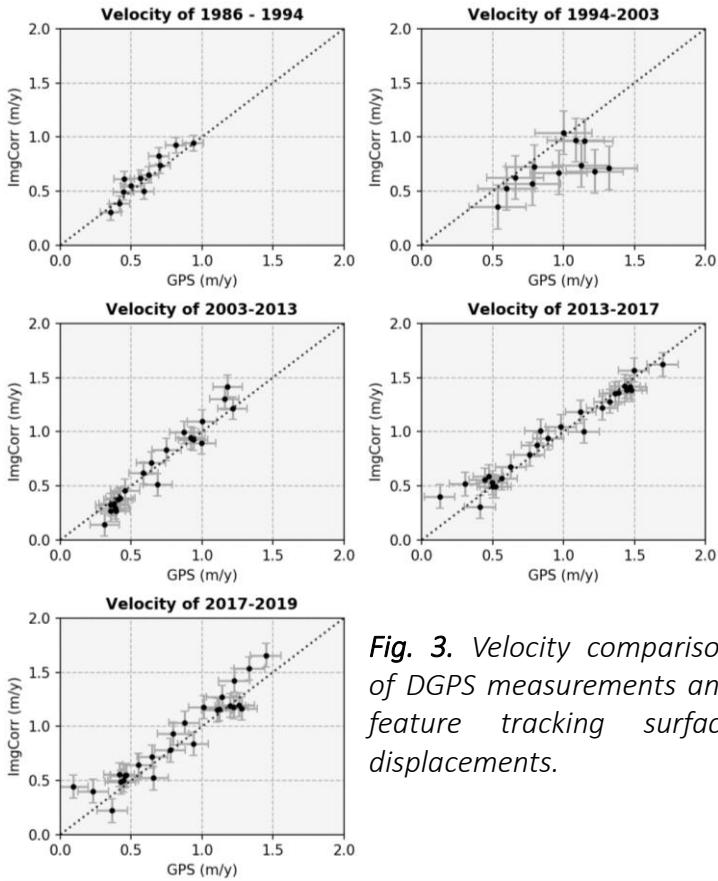 Velocity of 1986 - 1994
2.0
1.5
1.0
0.5
0.0
ImgCorr (m/y)
0.0 0.5 1.0 1.5 2.0
GPS (m/y)
Velocity of 1994-2003
2.0
1.5
1.0
0.5
0.0
ImgCorr (m/y)
0.0 0.5 1.0 1.5 2.0
GPS (m/y)
Velocity of 2003-2013
2.0
1.5
1.0
0.5
0.0
ImgCorr (m/y)
0.0 0.5 1.0 1.5 2.0
GPS (m/y)
Velocity of 2013-2017
2.0
1.5
1.0
0.5
0.0
ImgCorr (m/y)
0.0 0.5 1.0 1.5 2.0
GPS (m/y)
Velocity of 2017-2019
2.0
1.5
1.0
0.5
0.0
ImgCorr (m/y)
0.0 0.5 1.0 1.5 2.0
GPS (m/y)
Fig. 3. Velocity compariso
of DGPS measurements an
feature tracking surfac
displacements.